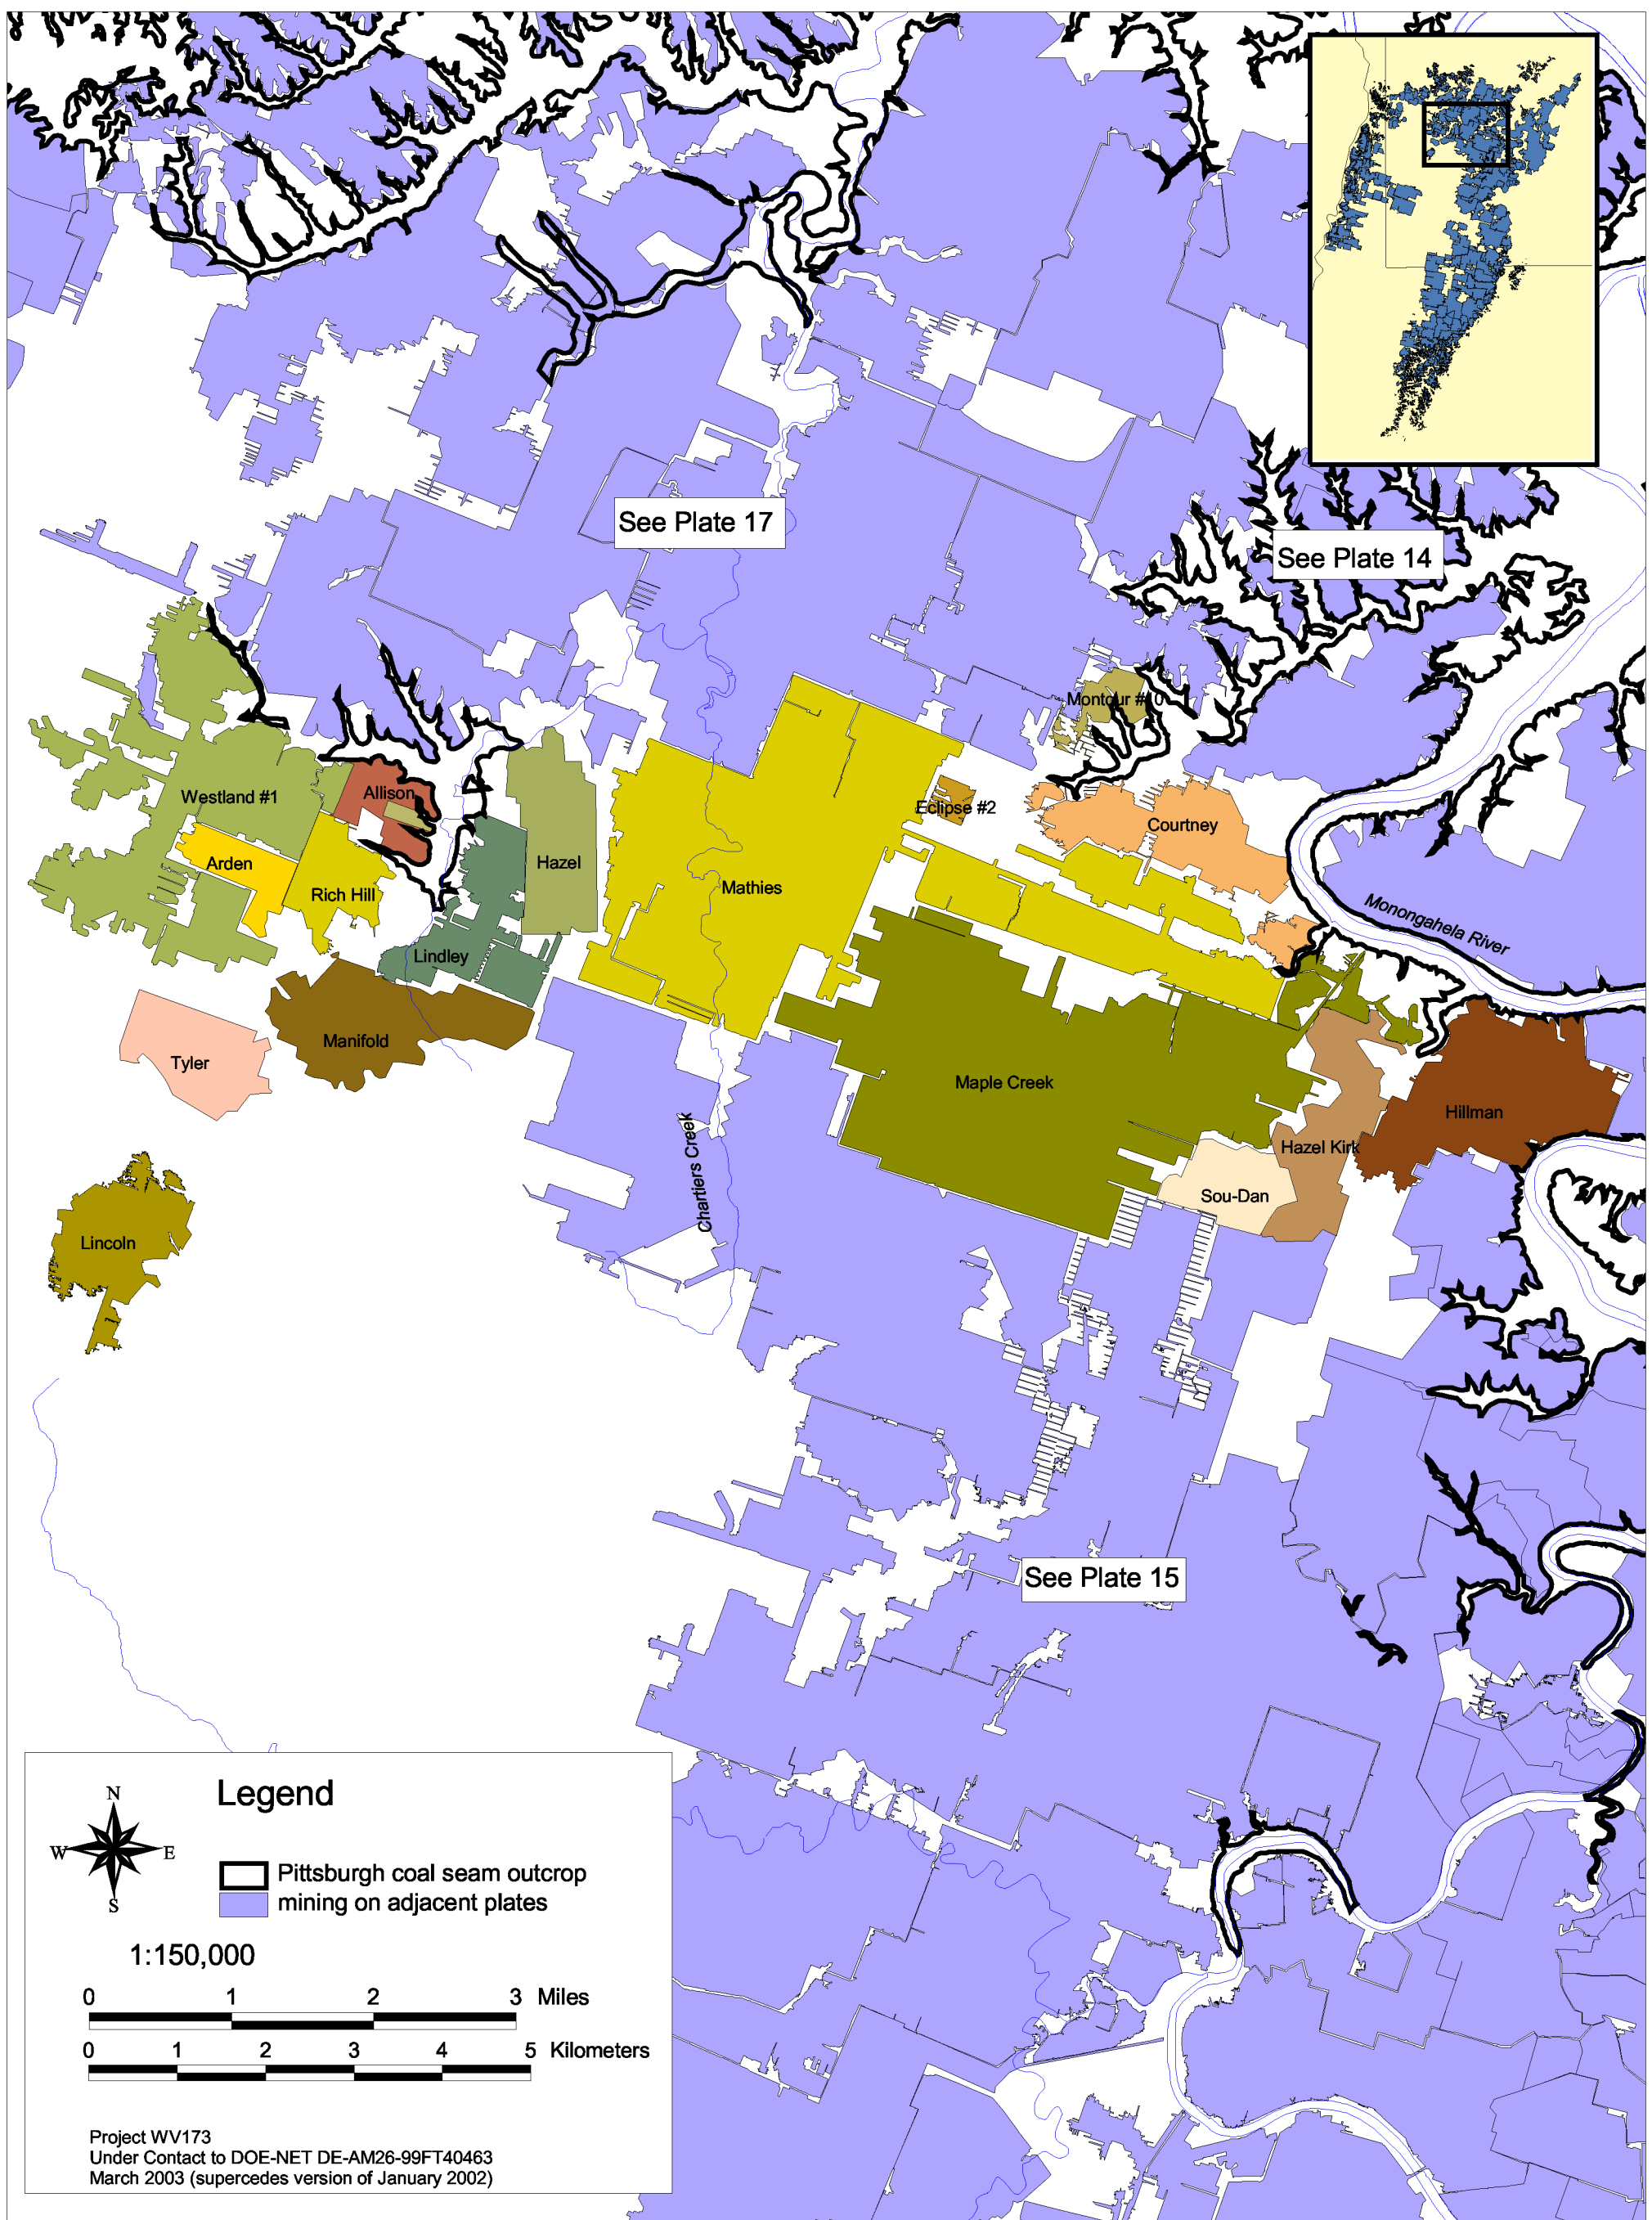 See Plate 17
See Plate 14
Montour #10
Westland #1
Allison
Eclipse #2
Courtney
Arden
Hazel
Rich Hill
Mathies
Monongahela River
Lindley
Manifold
Tyler
Maple Creek
Hillman
Hazel Kirk
Chartiers Creek
Sou-Dan
Lincoln
See Plate 15
Legend
N
W E
S
Pittsburgh coal seam outcrop
mining on adjacent plates
1:150,000
0 1 2 3 Miles
0 1 2 3 4 5 Kilometers
Project WV173
Under Contact to DOE-NET DE-AM26-99FT40463
March 2003 (supercedes version of January 2002)